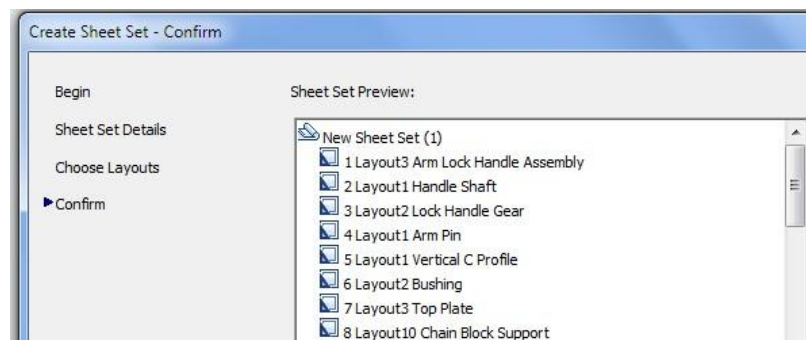 Create Sheet Set - Confirm
Begin
Sheet Set Details
Choose Layouts
Confirm
Sheet Set Preview:
New Sheet Set (1)
1 Layout3 Arm Lock Handle Assembly
2 Layout1 Handle Shaft
3 Layout2 Lock Handle Gear
4 Layout1 Arm Pin
5 Layout1 Vertical C Profile
6 Layout2 Bushing
7 Layout3 Top Plate
8 Layout10 Chain Block Support